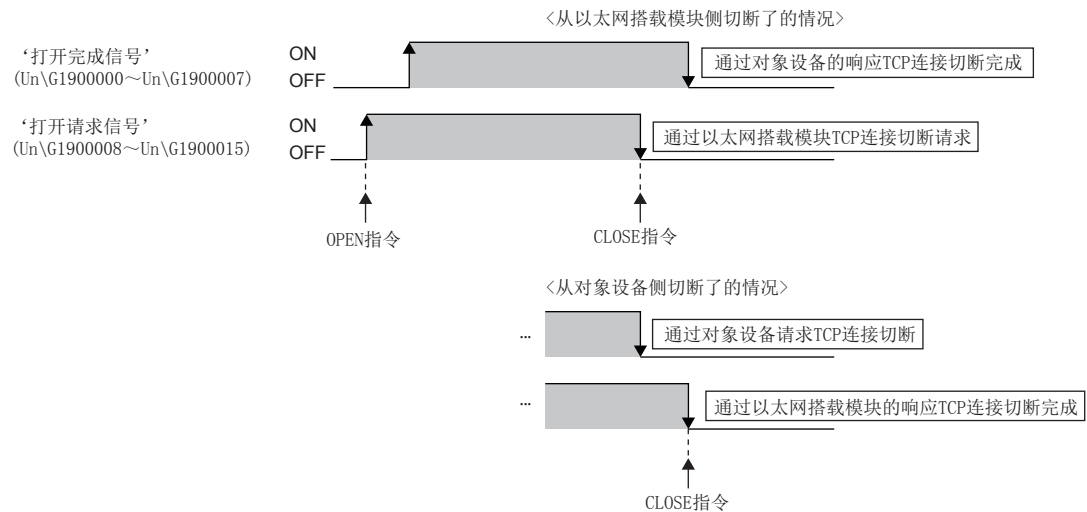 <从以太网搭载模块侧切断了的情况>
‘打开完成信号’
(Un\G1900000～Un\G1900007)
ON
OFF
通过对象设备的响应TCP连接切断完成
‘打开请求信号’
(Un\G1900008～Un\G1900015)
ON
OFF
通过以太网搭载模块TCP连接切断请求
OPEN指令
CLOSE指令
<从对象设备侧切断了的情况>
...
通过对象设备请求TCP连接切断
...
通过以太网搭载模块的响应TCP连接切断完成
CLOSE指令